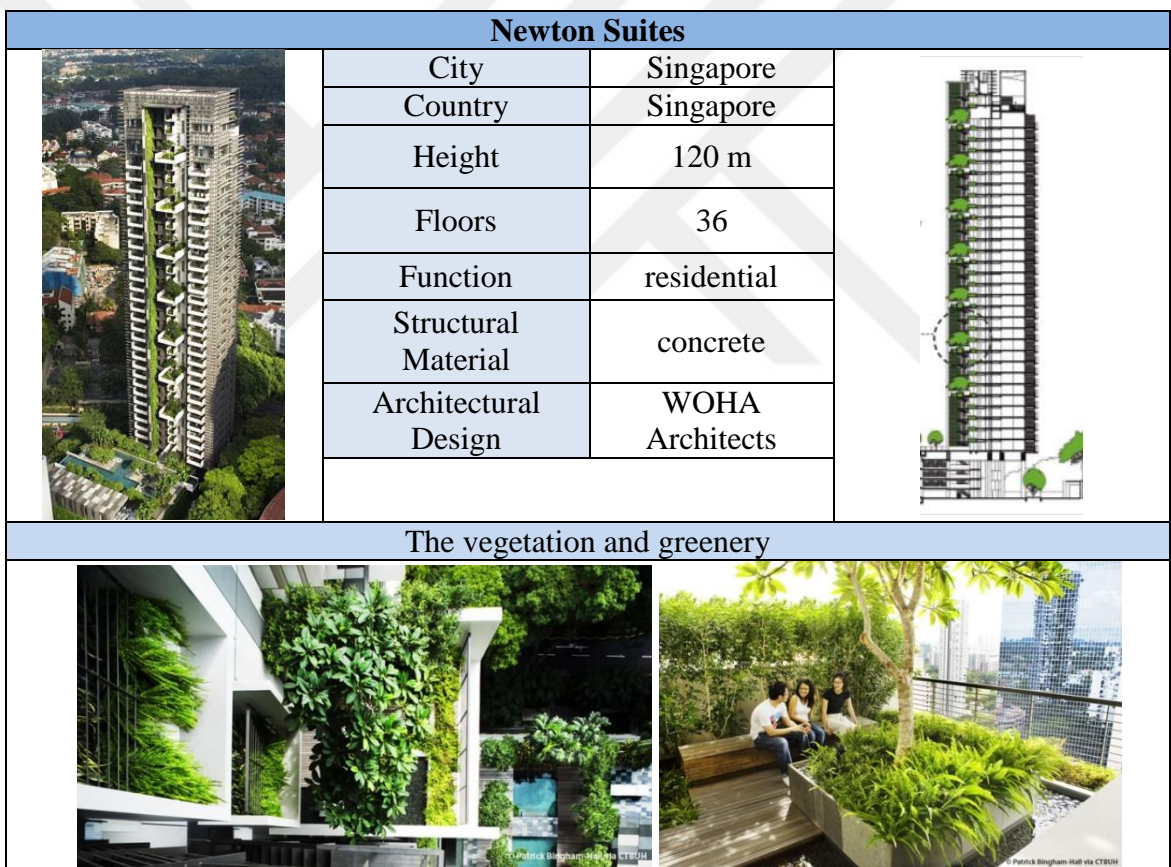 Newton Suites
City Singapore
Country Singapore
Height 120 m
Floors 36
Function residential
Structural
Material
concrete
Architectural
Design
WOHA
Architects
The vegetation and greenery
© Patrick Bingham-Hall via CTBUH
© Patrick Bingham-Hall via CTBUH